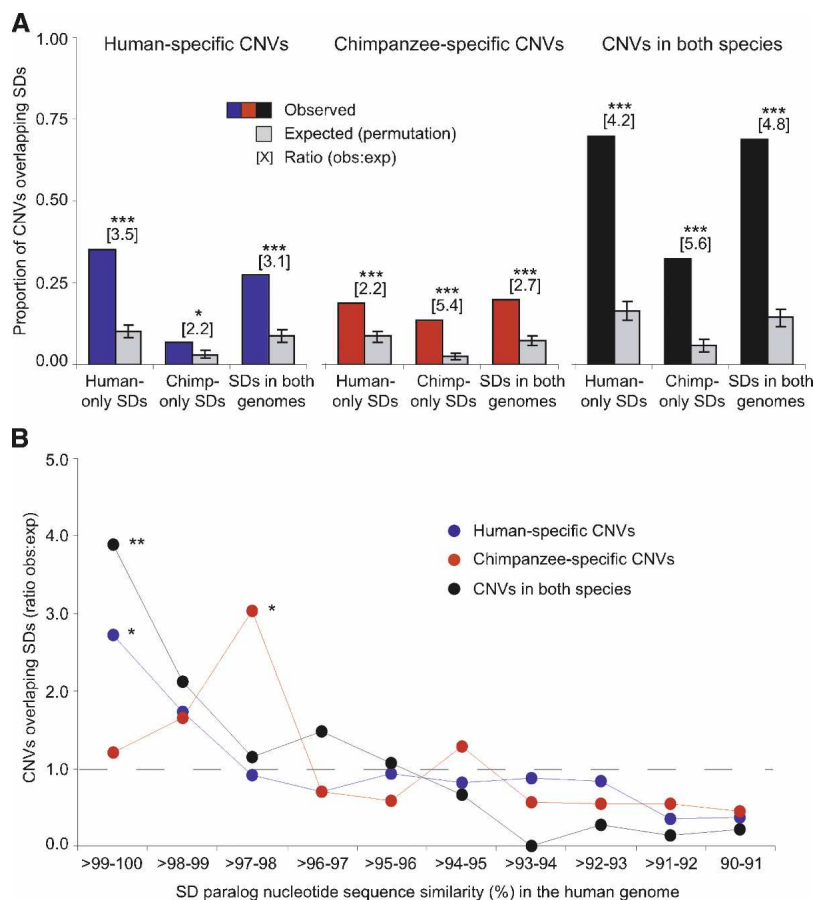 A
1.00
Human-specific CNVs
Chimpanzee-specific CNVs
CNVs in both species
Proportion of CNVs overlapping SDs
0.75
0.50
0.25
0.00
Observed
Expected (permutation)
[X] Ratio (obs:exp)
***
[3.5]
*
[2.2]
***
[3.1]
***
[2.2]
***
[5.4]
***
[2.7]
***
[4.2]
***
[5.6]
***
[4.8]
Human-only SDs
Chimp-only SDs
SDs in both genomes
Human-only SDs
Chimp-only SDs
SDs in both genomes
Human-only SDs
Chimp-only SDs
SDs in both genomes
B
CNVs overlaping SDs (ratio obs:exp)
5.0
4.0
3.0
2.0
1.0
0.0
**
*
*
Human-specific CNVs
Chimpanzee-specific CNVs
CNVs in both species
>99-100 >98-99 >97-98 >96-97 >95-96 >94-95 >93-94 >92-93 >91-92 90-91
SD paralog nucleotide sequence similarity (%) in the human genome